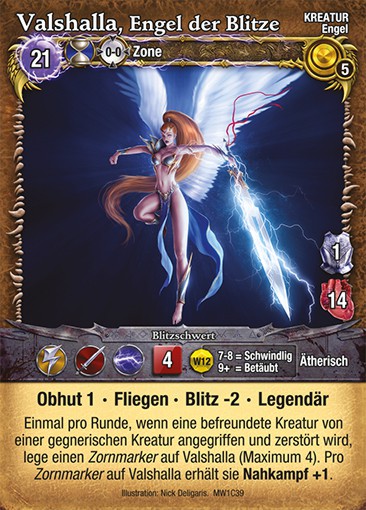 Valshalla, Engel der Blitze
KREATUR
Engel
21
0-0 Zone
5
1
14
Blitzschwert
4
W12
7-8 = Schwindlig
9+ = Betäubt
Ätherisch
Obhut 1 · Fliegen · Blitz -2 · Legendär
Einmal pro Runde, wenn eine befreundete Kreatur von
einer gegnerischen Kreatur angegriffen und zerstört wird,
lege einen Zornmarker auf Valshalla (Maximum 4). Pro
Zornmarker auf Valshalla erhält sie Nahkampf +1.
Illustration: Nick Deligaris. MW1C39